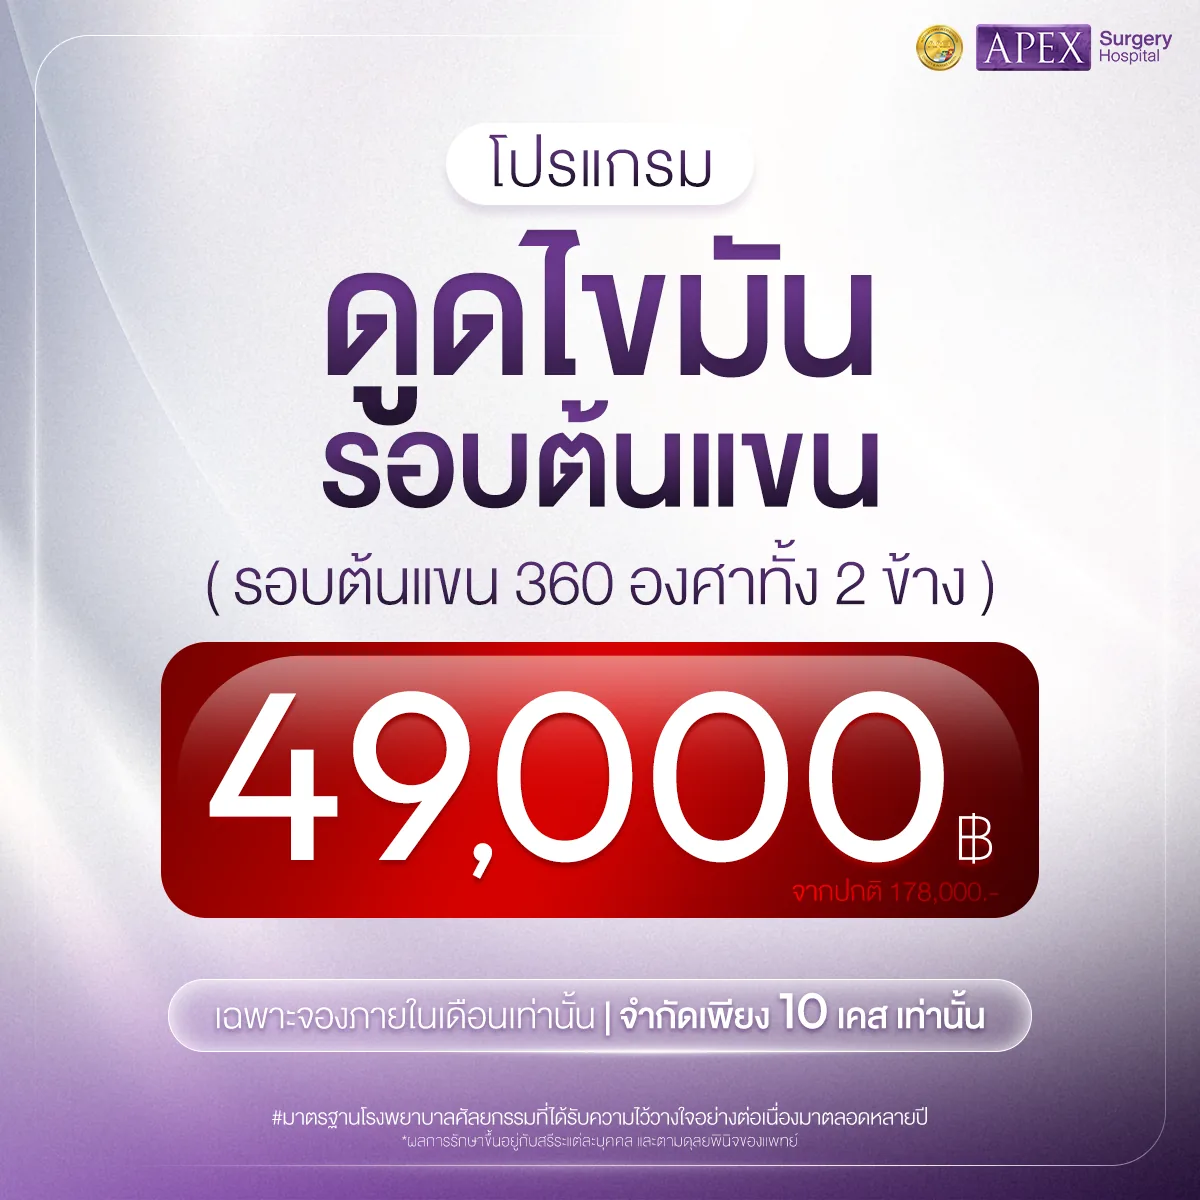 APEX Surgery Hospital
โปรแกรม
ดูดไขมัน
รอบต้นแขน
( รอบต้นแขน 360 องศาทั้ง 2 ข้าง )
49,000 ฿
จากปกติ 178,000.-
เฉพาะจองภายในเดือนเท่านั้น | จำกัดเพียง 10 เคส เท่านั้น
#มาตรฐานโรงพยาบาลศัลยกรรมที่ได้รับความไว้วางใจอย่างต่อเนื่องมาตลอดหลายปี
*ผลการรักษาขึ้นอยู่กับสรีระแต่ละบุคคล และตามดุลยพินิจของแพทย์